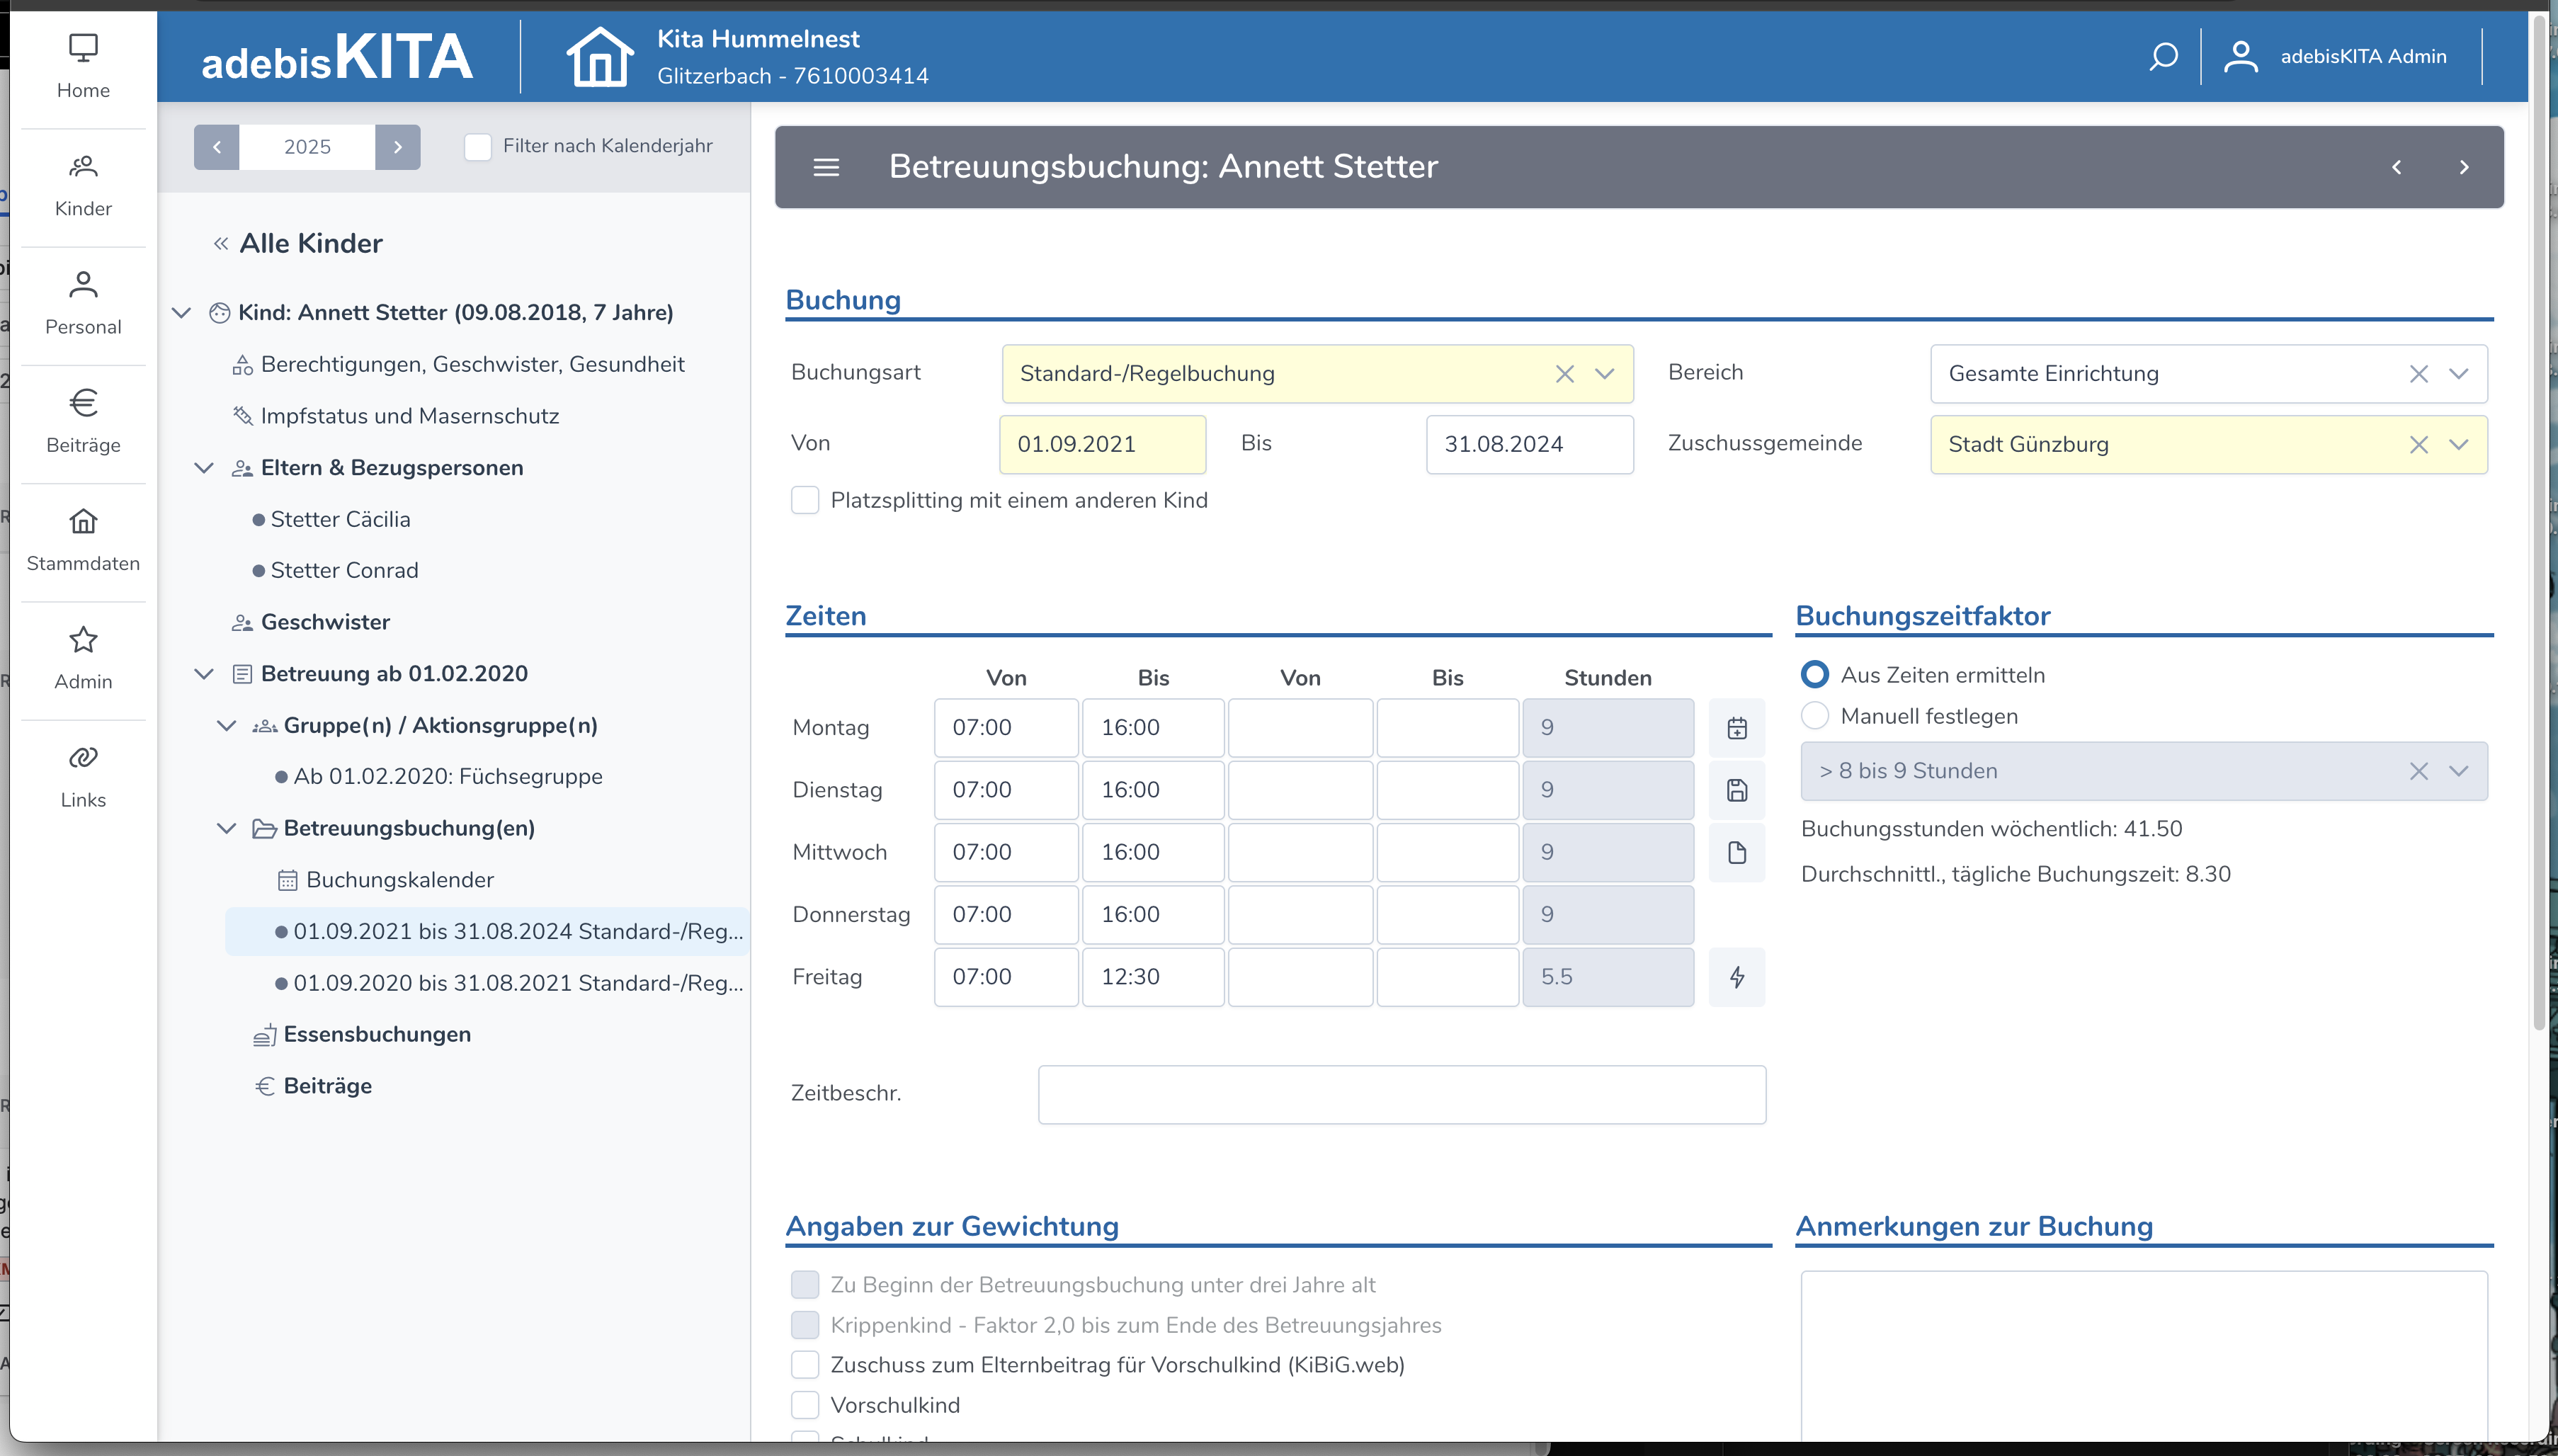 adebisKITA
Kita Hummelnest
Glitzerbach - 7610003414
adebisKITA Admin
Home
Kinder
Personal
Beiträge
Stammdaten
Admin
Links
2025
Filter nach Kalenderjahr
Alle Kinder
Kind: Annett Stetter (09.08.2018, 7 Jahre)
Berechtigungen, Geschwister, Gesundheit
Impfstatus und Masernschutz
Eltern & Bezugspersonen
Stetter Cäcilia
Stetter Conrad
Geschwister
Betreuung ab 01.02.2020
Gruppe(n) / Aktionsgruppe(n)
Ab 01.02.2020: Füchsegruppe
Betreuungsbuchung(en)
Buchungskalender
01.09.2021 bis 31.08.2024 Standard-/Reg...
01.09.2020 bis 31.08.2021 Standard-/Reg...
Essensbuchungen
Beiträge
Betreuungsbuchung: Annett Stetter
Buchung
Buchungsart Standard-/Regelbuchung Bereich Gesamte Einrichtung
Von 01.09.2021 Bis 31.08.2024 Zuschussgemeinde Stadt Günzburg
Platzsplitting mit einem anderen Kind
Zeiten
Von Bis Von Bis Stunden
Montag 07:00 16:00 9
Dienstag 07:00 16:00 9
Mittwoch 07:00 16:00 9
Donnerstag 07:00 16:00 9
Freitag 07:00 12:30 5.5
Zeitbeschr.
Buchungszeitfaktor
Aus Zeiten ermitteln
Manuell festlegen
> 8 bis 9 Stunden
Buchungsstunden wöchentlich: 41.50
Durchschnittl., tägliche Buchungszeit: 8.30
Angaben zur Gewichtung
Zu Beginn der Betreuungsbuchung unter drei Jahre alt
Krippenkind - Faktor 2,0 bis zum Ende des Betreuungsjahres
Zuschuss zum Elternbeitrag für Vorschulkind (KiBiG.web)
Vorschulkind
Anmerkungen zur Buchung